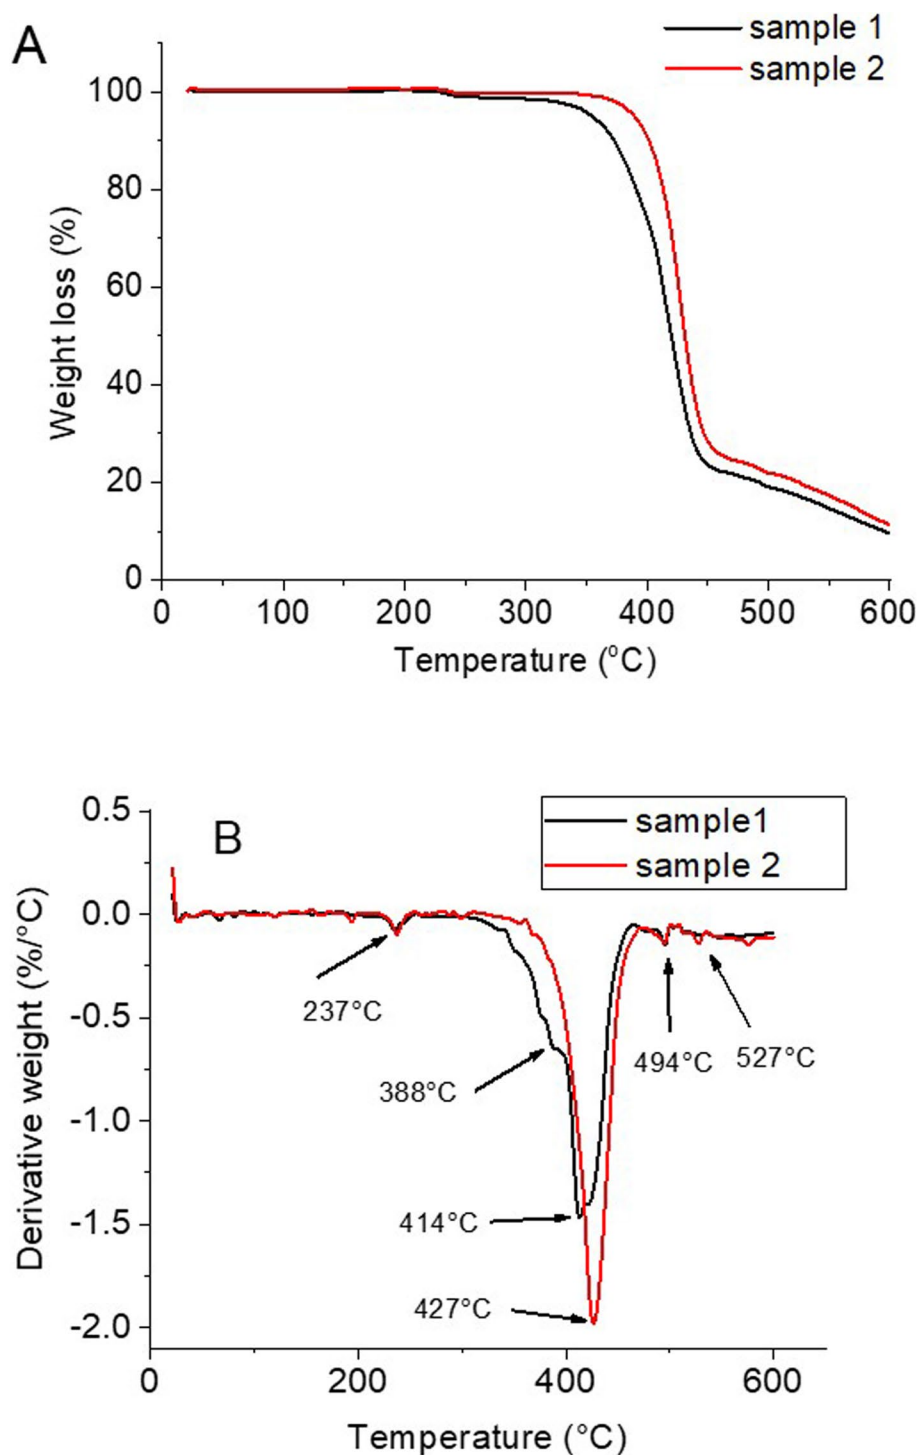 A
sample 1
sample 2
100
80
60
40
20
0
Weight loss (%)
0 100 200 300 400 500 600
Temperature (°C)
B
sample1
sample 2
0.5
0.0
-0.5
-1.0
-1.5
-2.0
Derivative weight (%/°C)
237°C
388°C
494°C
527°C
414°C
427°C
0 200 400 600
Temperature (°C)